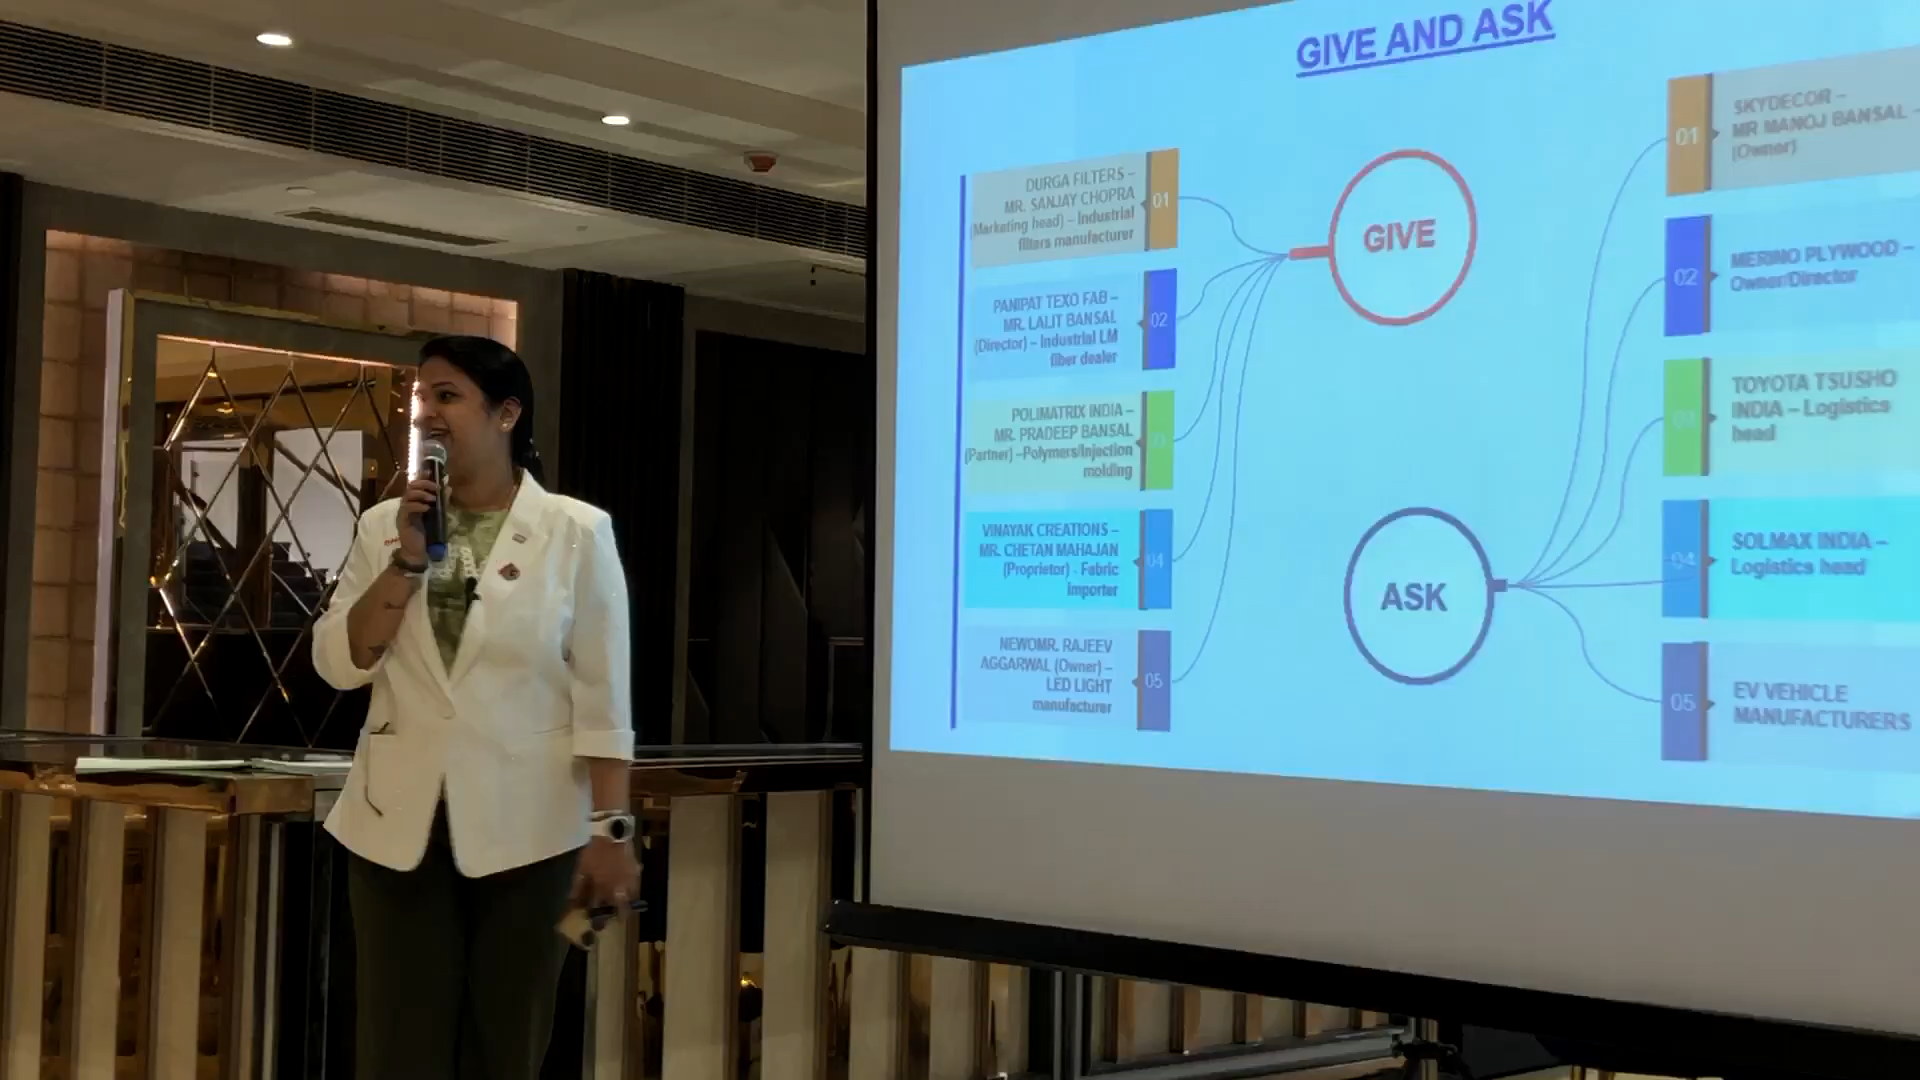 GIVE AND ASK
DURGA FILTERS –
MR. SANJAY CHOPRA
(Marketing head) – Industrial
filters manufacturer
01
PANIPAT TEXO FAB –
MR. LALIT BANSAL
(Director) – Industrial LM
fiber dealer
02
POLIMATRIX INDIA –
MR. PRADEEP BANSAL
(Partner) –Polymers/Injection
molding
VINAYAK CREATIONS –
MR. CHETAN MAHAJAN
(Proprietor) - Fabric
importer
04
NEWOMR. RAJEEV
AGGARWAL (Owner) –
LED LIGHT
manufacturer
05
GIVE
ASK
01
SKYDECOR –
MR MANOJ BANSAL –
(Owner)
02
MERINO PLYWOOD –
Owner/Director
TOYOTA TSUSHO
INDIA – Logistics
head
04
SOLMAX INDIA –
Logistics head
05
EV VEHICLE
MANUFACTURERS